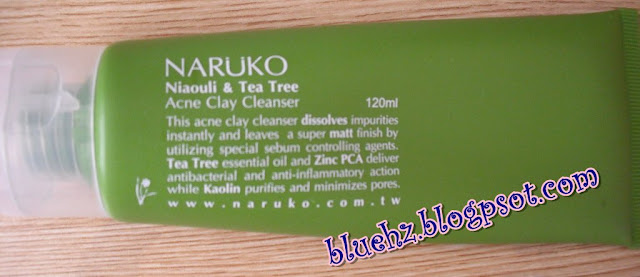 NARUKO
Niaouli & Tea Tree
Acne Clay Cleanser 120ml
This acne clay cleanser dissolves impurities
instantly and leaves a super matt finish by
utilizing special sebum controlling agents.
Tea Tree essential oil and Zinc PCA deliver
antibacterial and anti-inflammatory action
while Kaolin purifies and minimizes pores.
www.naruko.com.tw
bluehz.blogpsot.com